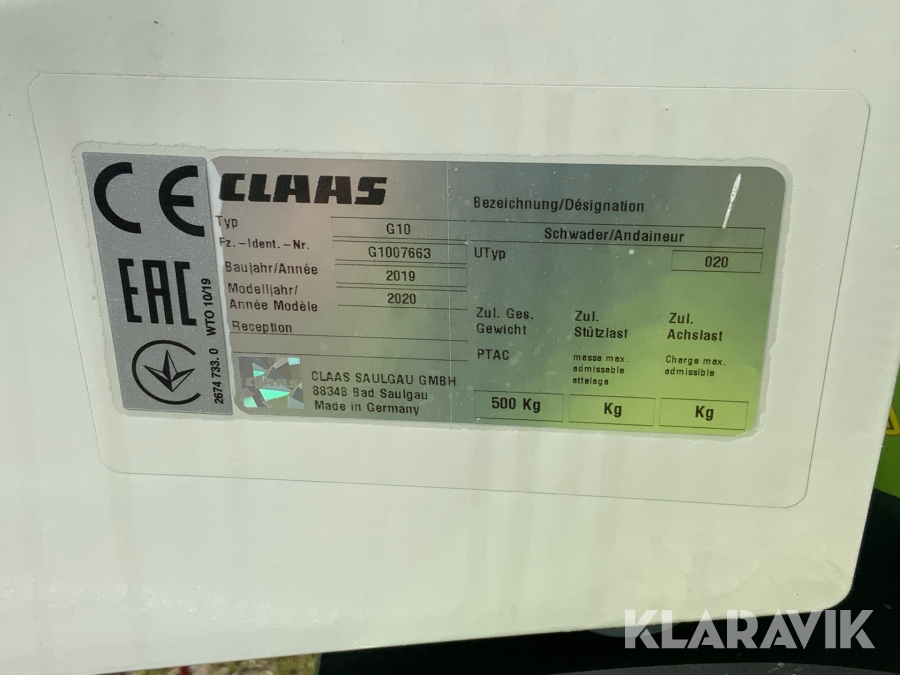 CE
EAC
2674 733. 0 WTO 10/19
CLAAS
Typ G10
Fz.-Ident.-Nr. G1007663
Baujahr/Année 2019
Modelljahr/
Année Modèle 2020
Reception
CLAAS
CLAAS SAULGAU GMBH
88348 Bad Saulgau
Made in Germany
Bezeichnung/Désignation
Schwader/Andaineur
UTyp 020
Zul. Ges.
Gewicht
PTAC
500 Kg
Zul.
Stützlast
masse max.
admissable
attelage
Kg
Zul.
Achslast
Charge max.
admissible
Kg
KLARAVIK